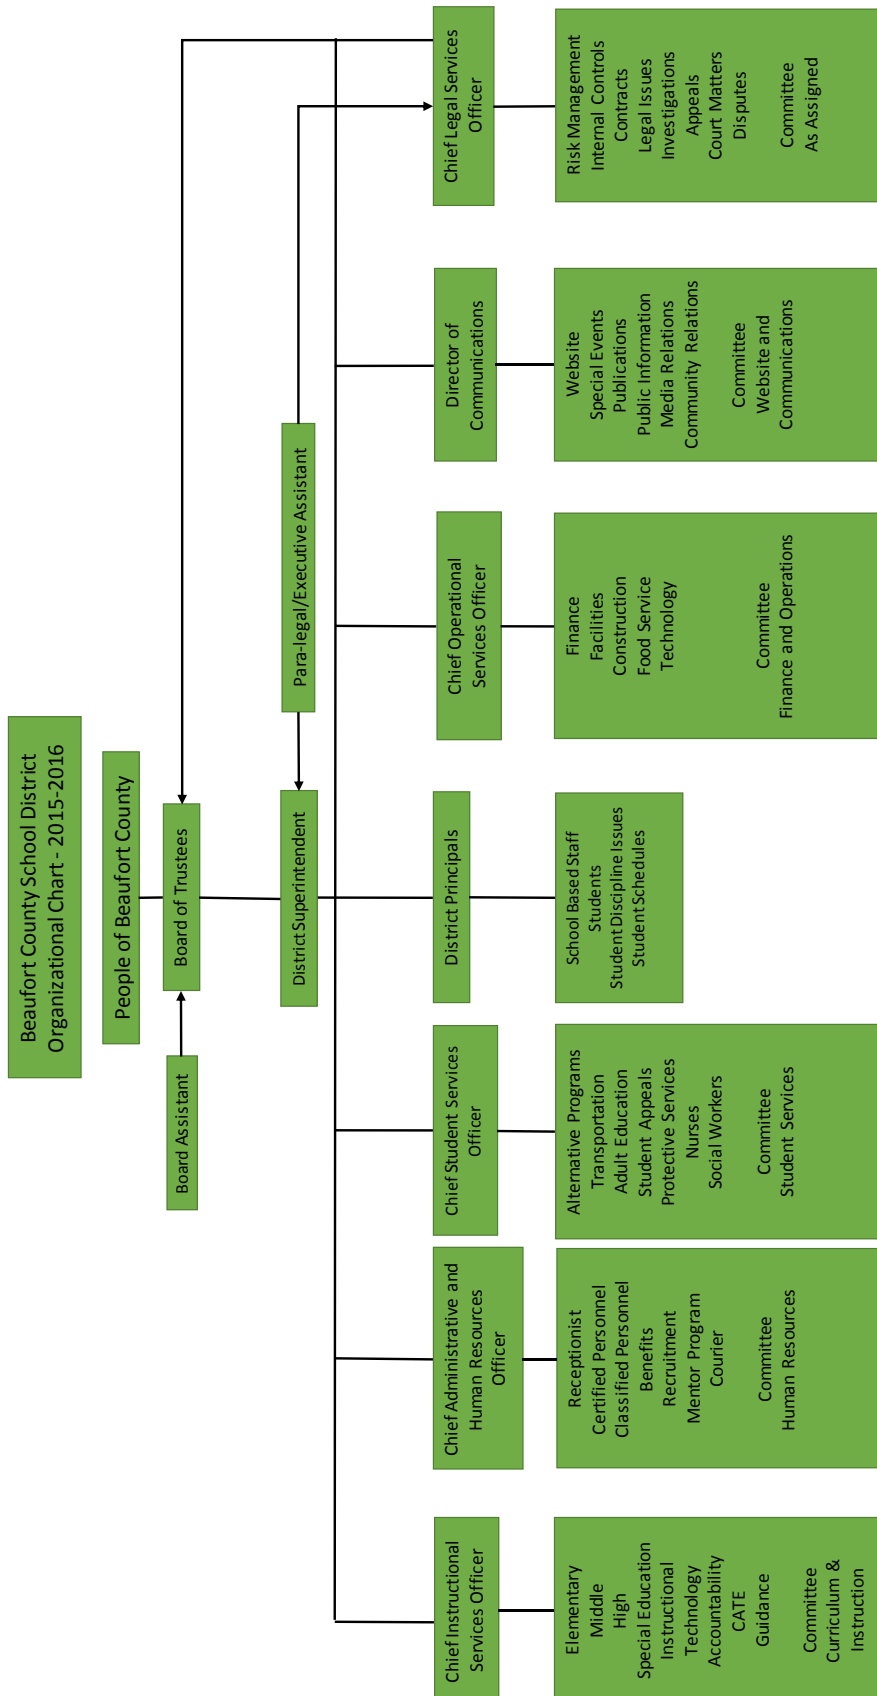 Beaufort County School District
Organizational Chart - 2015-2016
People of Beaufort County
Board Assistant
Board of Trustees
District Superintendent
Para-legal/Executive Assistant
Chief Instructional
Services Officer
Chief Administrative and
Human Resources
Officer
Chief Student Services
Officer
District Principals
Chief Operational
Services Officer
Director of
Communications
Chief Legal Services
Officer
Elementary
Middle
High
Special Education
Instructional
Technology
Accountability
CATE
Guidance
Committee
Curriculum &
Instruction
Receptionist
Certified Personnel
Classified Personnel
Benefits
Recruitment
Mentor Program
Courier
Committee
Human Resources
Alternative Programs
Transportation
Adult Education
Student Appeals
Protective Services
Nurses
Social Workers
Committee
Student Services
School Based Staff
Students
Student Discipline Issues
Student Schedules
Finance
Facilities
Construction
Food Service
Technology
Committee
Finance and Operations
Website
Special Events
Publications
Public Information
Media Relations
Community Relations
Committee
Website and
Communications
Risk Management
Internal Controls
Contracts
Legal Issues
Investigations
Appeals
Court Matters
Disputes
Committee
As Assigned